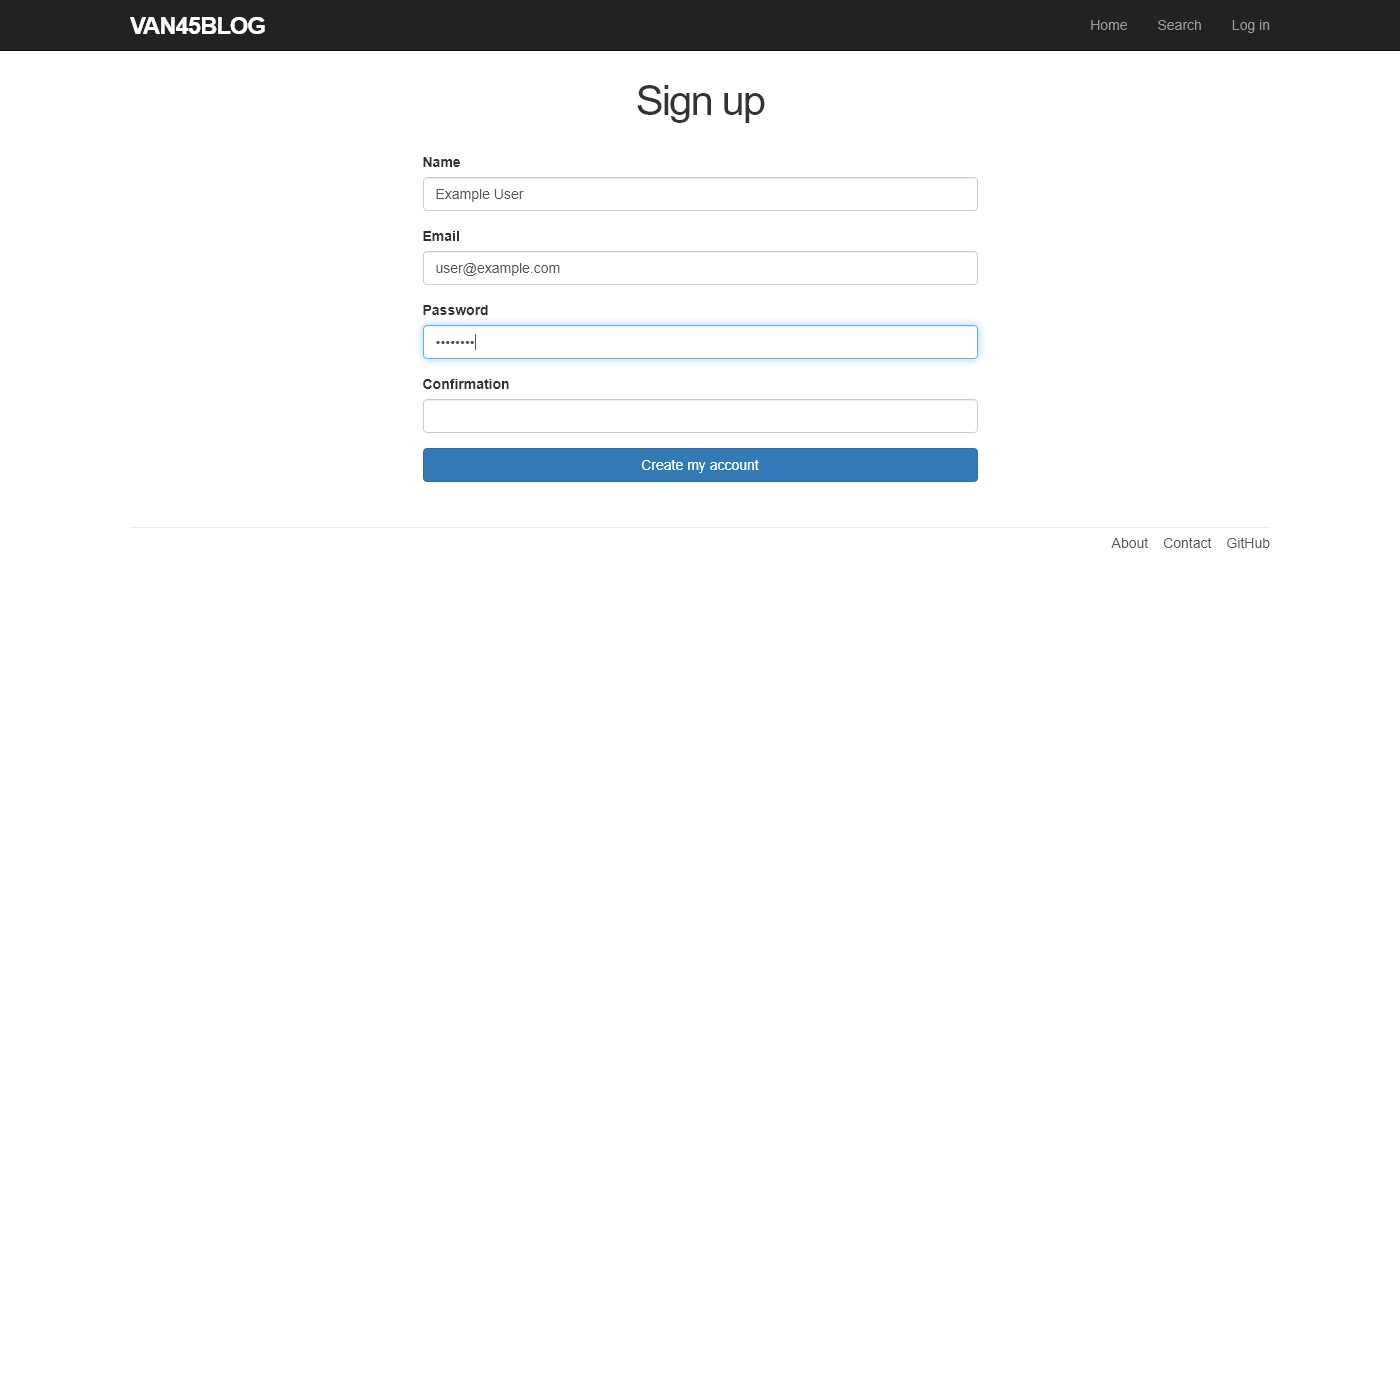 VAN45BLOG Home Search Log in
Sign up
Name
Example User
Email
user@example.com
Password
••••••••
Confirmation
Create my account
About Contact GitHub